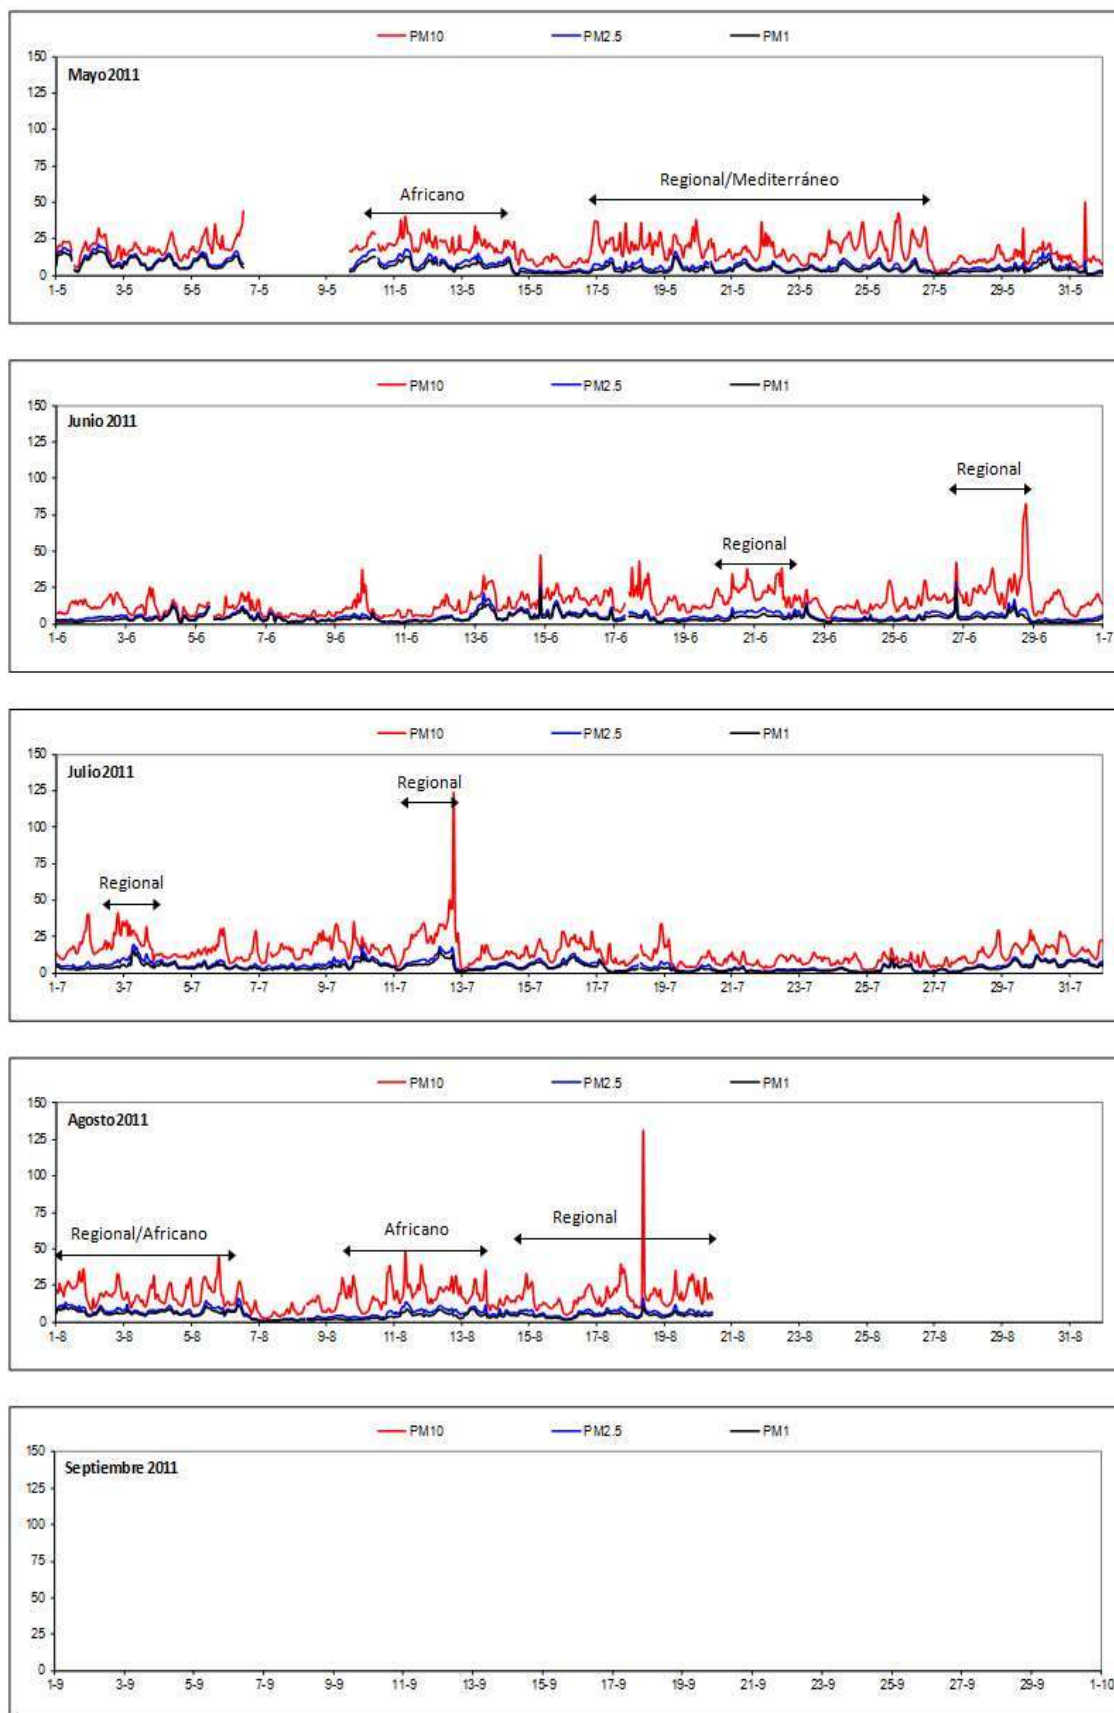 PM10 PM2.5 PM1
150
Mayo 2011
125
100
75
Regional/Mediterráneo
Africano
50
25
0
1-5 3-5 5-5 7-5 9-5 11-5 13-5 15-5 17-5 19-5 21-5 23-5 25-5 27-5 29-5 31-5
PM10 PM2.5 PM1
150
Junio 2011
125
100
Regional
75
Regional
50
25
0
1-6 3-6 5-6 7-6 9-6 11-6 13-6 15-6 17-6 19-6 21-6 23-6 25-6 27-6 29-6 1-7
PM10 PM2.5 PM1
150
Julio 2011
Regional
125
100
75
Regional
50
25
0
1-7 3-7 5-7 7-7 9-7 11-7 13-7 15-7 17-7 19-7 21-7 23-7 25-7 27-7 29-7 31-7
PM10 PM2.5 PM1
150
Agosto 2011
125
100
75
Regional
Regional/Africano Africano
50
25
0
1-8 3-8 5-8 7-8 9-8 11-8 13-8 15-8 17-8 19-8 21-8 23-8 25-8 27-8 29-8 31-8
PM10 PM2.5 PM1
150
Septiembre 2011
125
100
75
50
25
0
1-9 3-9 5-9 7-9 9-9 11-9 13-9 15-9 17-9 19-9 21-9 23-9 25-9 27-9 29-9 1-10